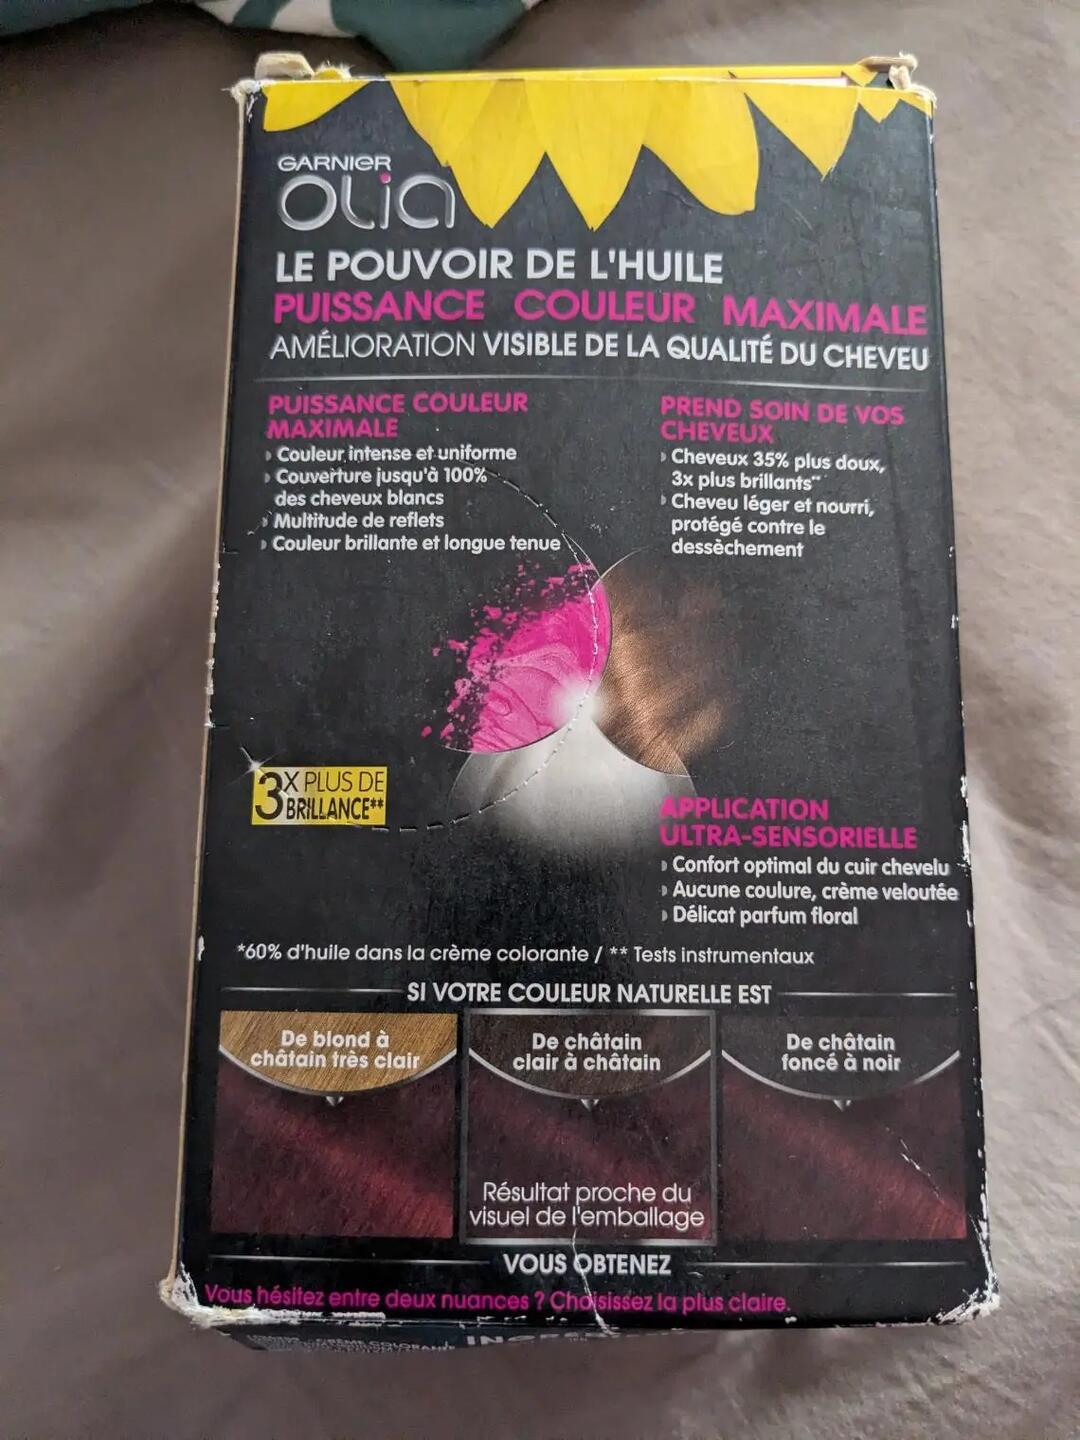 GARNIER
OLIA
LE POUVOIR DE L'HUILE
PUISSANCE COULEUR MAXIMALE
AMÉLIORATION VISIBLE DE LA QUALITÉ DU CHEVEU
PUISSANCE COULEUR
MAXIMALE
Couleur intense et uniforme
Couverture jusqu'à 100%
des cheveux blancs
Multitude de reflets
Couleur brillante et longue tenue
PREND SOIN DE VOS
CHEVEUX
Cheveux 35% plus doux,
3x plus brillants**
Cheveu léger et nourri,
protégé contre le
dessèchement
3X PLUS DE
BRILLANCE**
APPLICATION
ULTRA-SENSORIELLE
Confort optimal du cuir chevelu
Aucune coulure, crème veloutée
Délicat parfum floral
*60% d'huile dans la crème colorante / ** Tests instrumentaux
SI VOTRE COULEUR NATURELLE EST
De blond à
châtain très clair
De châtain
clair à châtain
De châtain
foncé à noir
Résultat proche du
visuel de l'emballage
VOUS OBTENEZ
Vous hésitez entre deux nuances ? Choisissez la plus claire.